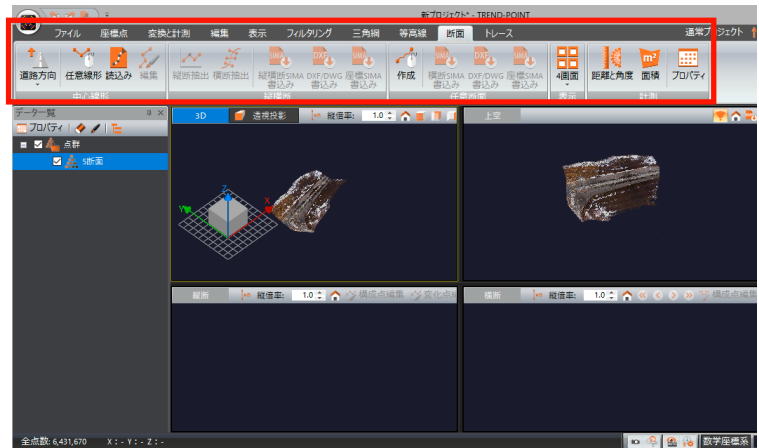 新プロジェクト* - TREND-POINT
ファイル 座標点 変換と計測 編集 表示 フィルタリング 三角網 等高線 断面 トレース 通常プロジェクト
道路方向 任意線形 読込み 編集 縦断抽出 横断抽出 縦横断SIMA書込み DXF/DWG書込み 座標SIMA書込み 作成 横断SIMA書込み DXF/DWG書込み 座標SIMA書込み 4画面 距離と角度 面積 プロパティ
中心線形 縦横断 任意断面 表示 計測
データ一覧
プロパティ
点群
S断面
3D 透視投影 縦倍率: 1.0 上空
Z
Y X
縦断 縦倍率: 1.0 構成点編集 変化点 横断 縦倍率: 1.0 構成点編集
全点数: 6,431,670 X : - Y : - Z : - 数学座標系